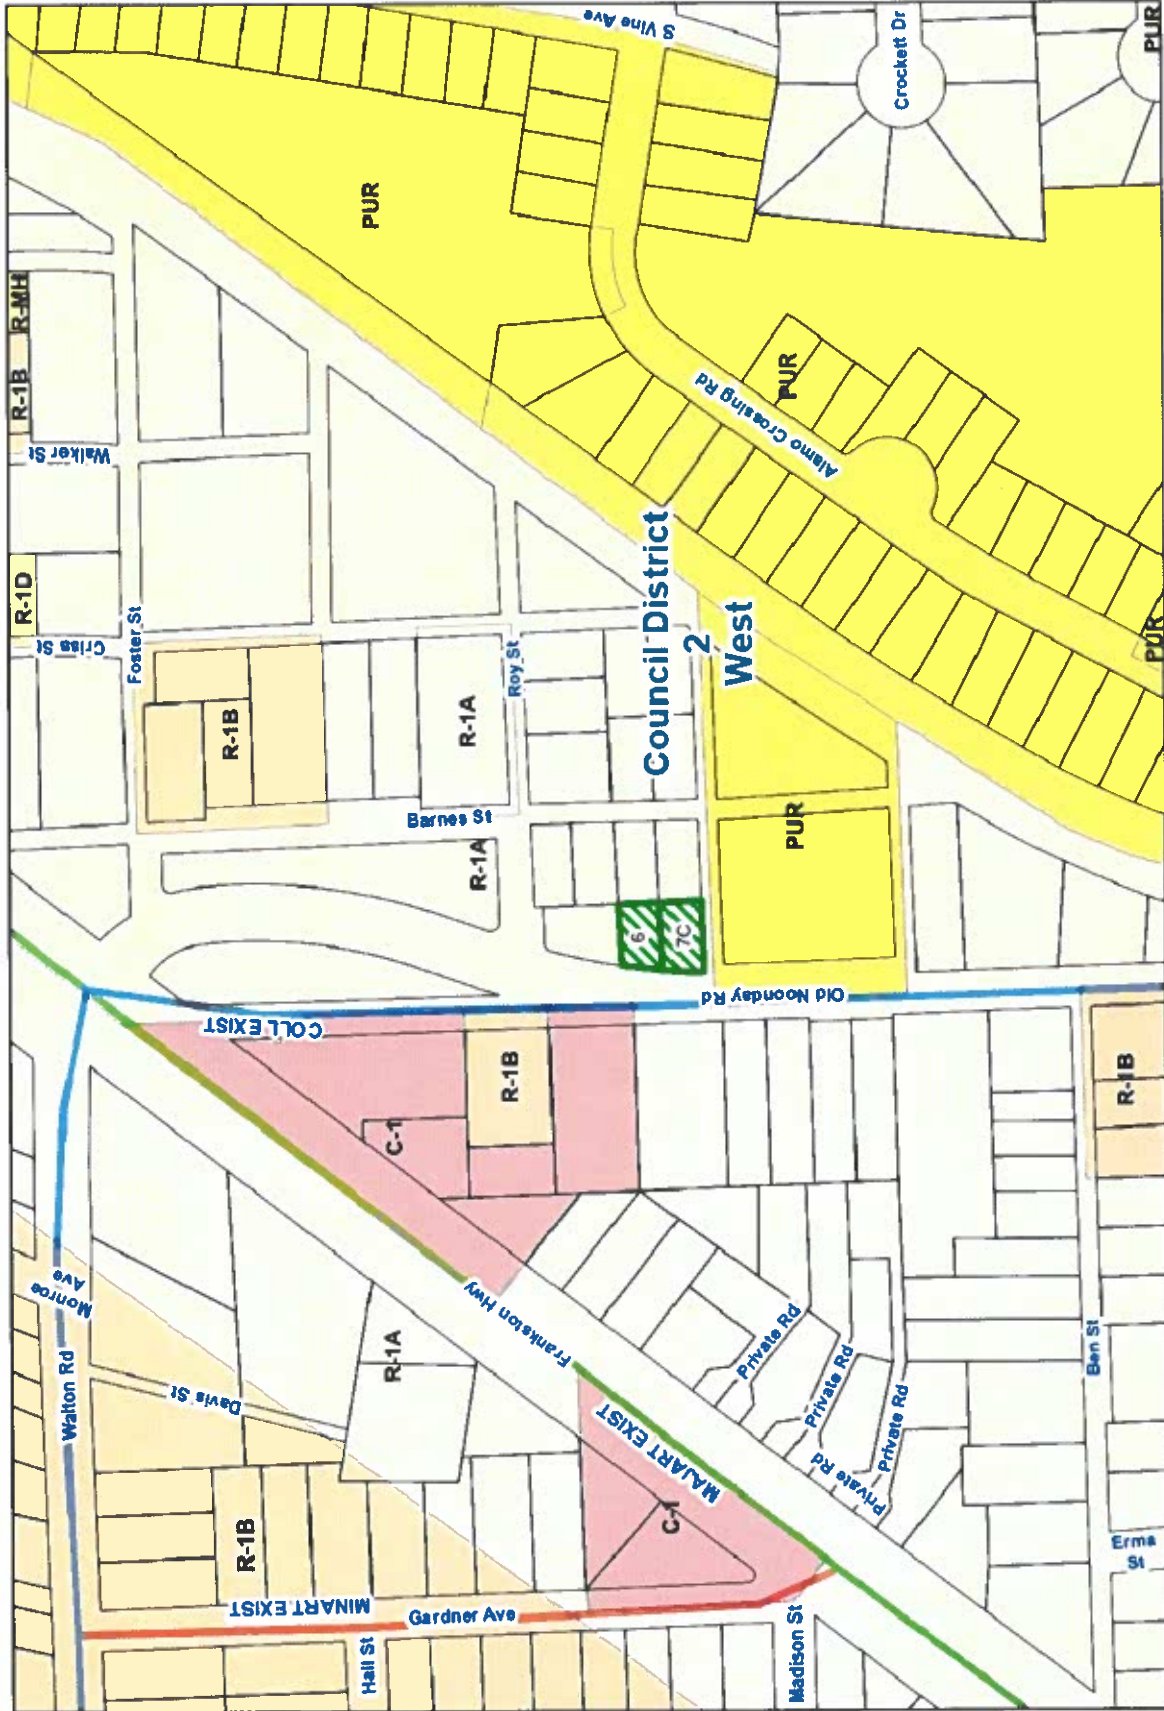 S Vine Ave
Crockett Dr
PUR
PUR
R-1B
R-MH
Walker St
R-1D
Criss St
Foster St
R-1B
Roy St
R-1A
Barnes St
R-1A
Alamo Crossing Rd
PUR
Council District
2
West
PUR
PUR
6
7C
Old Noonday Rd
COLL EXIST
R-1B
C-1
R-1B
Monroe
Ave
Walton Rd
Davis St
R-1A
Frankston Hwy
MAJART EXIST
C-1
R-1B
MINART EXIST
Gardner Ave
Hall St
Madison St
Private Rd
Private Rd
Private Rd
Private Rd
Ben St
Erma
St